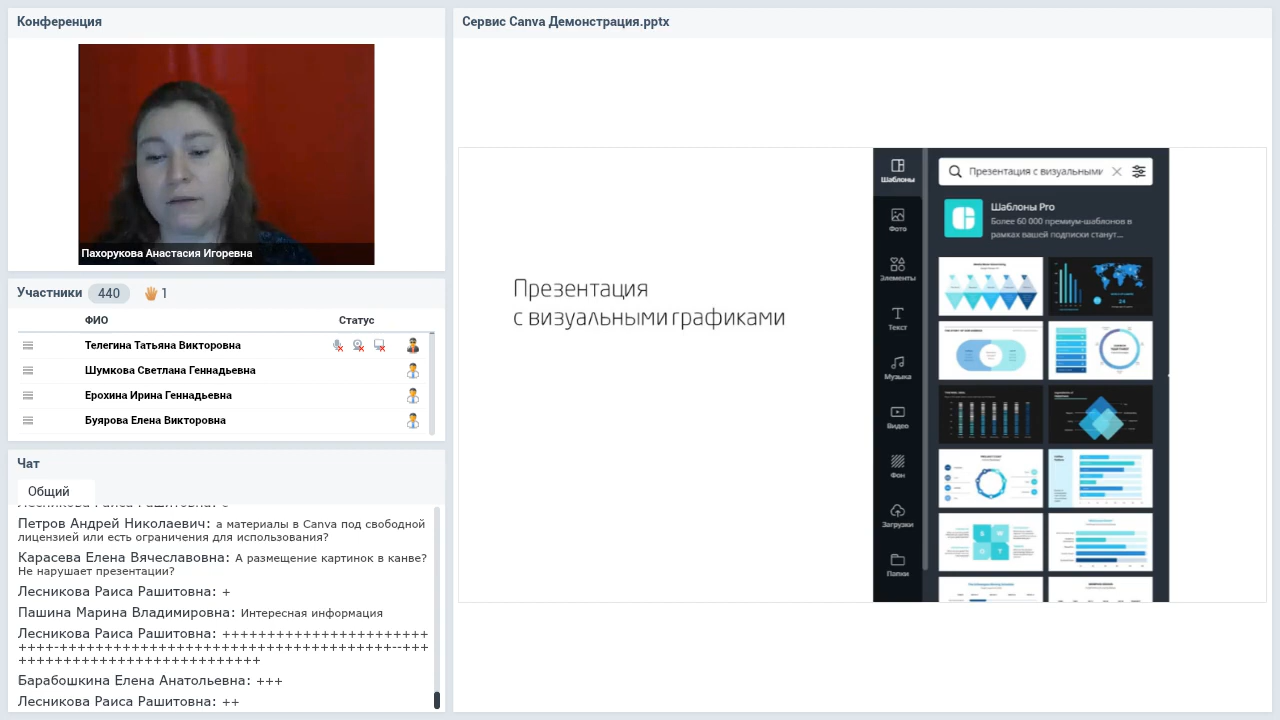 Конференция
Пахорукова Анастасия Игоревна
Участники 440 1
ФИО Статус
Телегина Татьяна Викторовна
Шумкова Светлана Геннадьевна
Ерохина Ирина Геннадьевна
Буярова Елена Викторовна
Чат
Общий
Петров Андрей Николаевич: а материалы в Canva под свободной
лицензией или есть ограничения для использования?
Карасева Елена Вячеславовна: А размещение картинок на канве?
Не нарушает презентации?
Лесникова Раиса Рашитовна: +
Пашина Марина Владимировна: Интересная информация
Лесникова Раиса Рашитовна: +++++++++++++++++++++++
++++-+++++++++++++++++++++++++++++++++++++--+++
+++++++++++++++++++++++++++
Барабошкина Елена Анатольевна: +++
Лесникова Раиса Рашитовна: ++
Сервис Canva Демонстрация.pptx
Презентация
с визуальными графиками
Шаблоны
Фото
Элементы
Текст
Музыка
Видео
Фон
Загрузки
Папки
Презентация с визуальными
Шаблоны Pro
Более 60 000 премиум-шаблонов в
рамках вашей подписки станут...